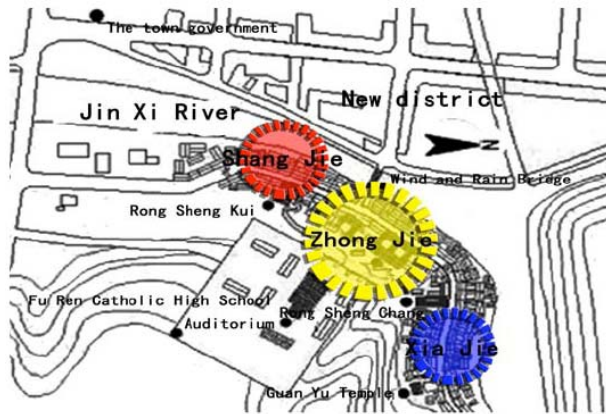 The town government
New district
Jin Xi River
N
Shang Jie
Wind and Rain Bridge
Rong Sheng Kui
Zhong Jie
Fu Ren Catholic High School
Rong Sheng Chang
Auditorium
Xia Jie
Guan Yu Temple